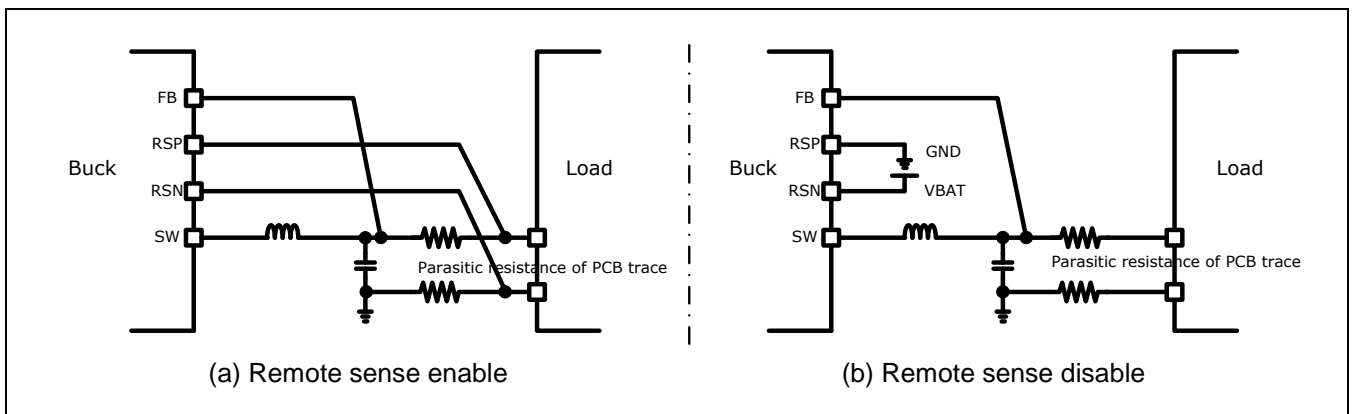 FB
RSP
Buck
Load
RSN
SW
Parasitic resistance of PCB trace
(a) Remote sense enable
FB
RSP
GND
Buck
Load
RSN
VBAT
SW
Parasitic resistance of PCB trace
(b) Remote sense disable